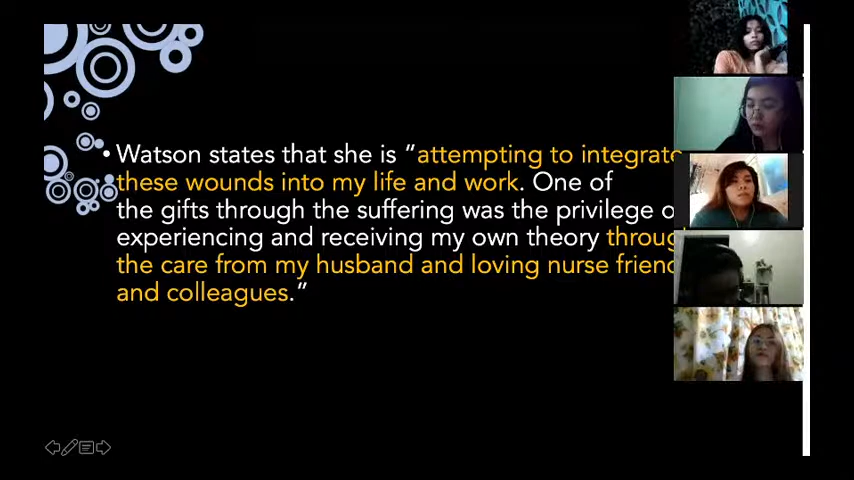 • Watson states that she is “attempting to integrate
these wounds into my life and work. One of
the gifts through the suffering was the privilege o
experiencing and receiving my own theory throug
the care from my husband and loving nurse frienc
and colleagues.”